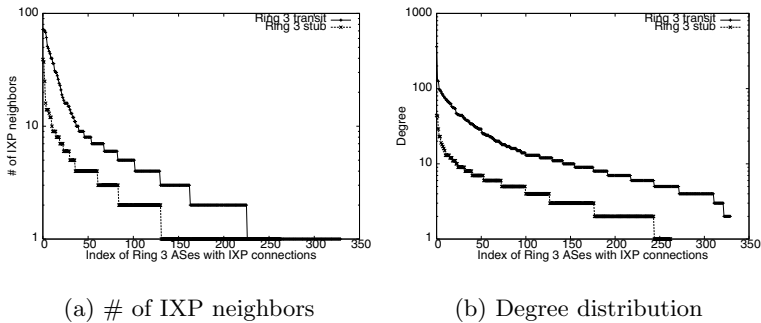 100
10
1
0
50
100
150
200
250
300
350
# of IXP neighbors
Index of Ring 3 ASes with IXP connections
Ring 3 transit
Ring 3 stub
(a) # of IXP neighbors
1000
100
10
1
0
50
100
150
200
250
300
350
Degree
Index of Ring 3 ASes with IXP connections
Ring 3 transit
Ring 3 stub
(b) Degree distribution